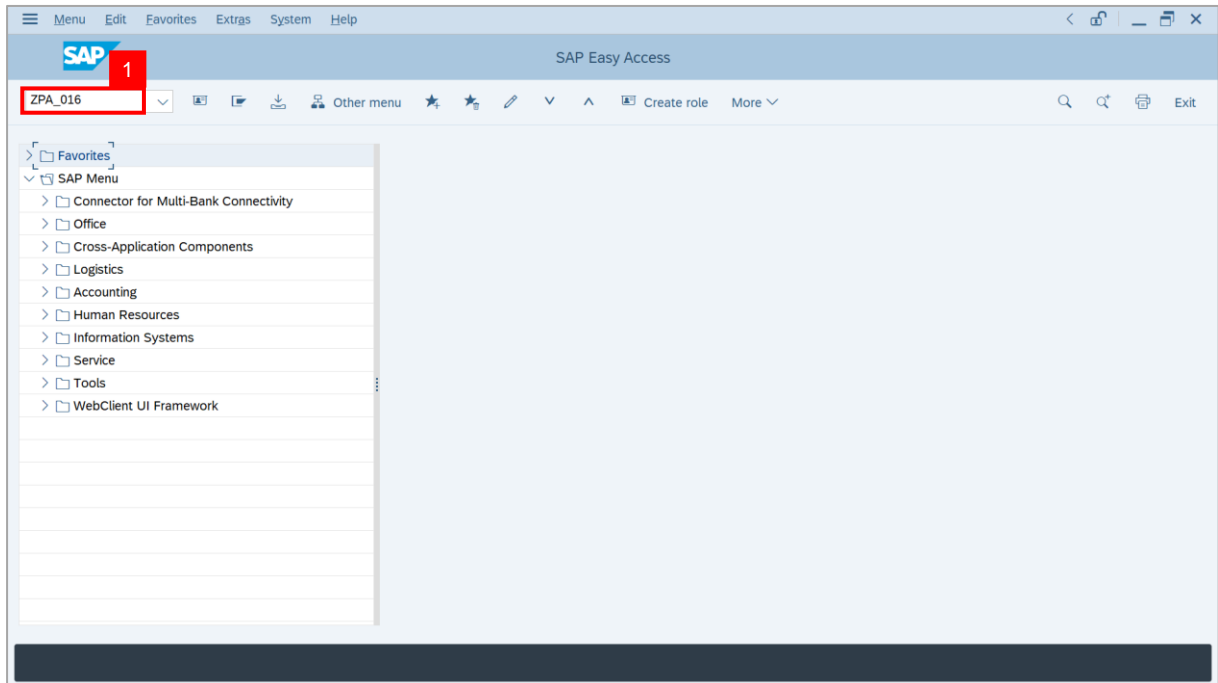 Menu Edit Favorites Extras System Help
SAP
1
SAP Easy Access
ZPA_016
Other menu Create role More Exit
Favorites
SAP Menu
Connector for Multi-Bank Connectivity
Office
Cross-Application Components
Logistics
Accounting
Human Resources
Information Systems
Service
Tools
WebClient UI Framework